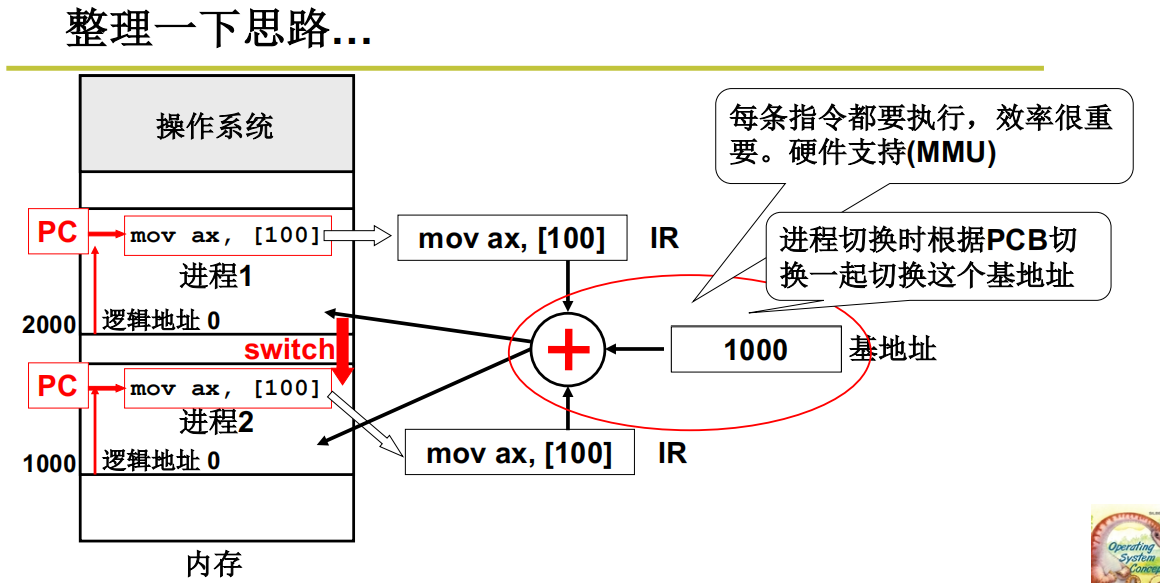 整理一下思路…
操作系统
每条指令都要执行，效率很重
要。硬件支持(MMU)
PC
mov ax, [100]
mov ax, [100]
IR
进程1
进程切换时根据PCB切
换一起切换这个基地址
2000
逻辑地址 0
switch
1000
基地址
PC
mov ax, [100]
进程2
mov ax, [100]
IR
1000
逻辑地址 0
内存
Operating
System
Concep